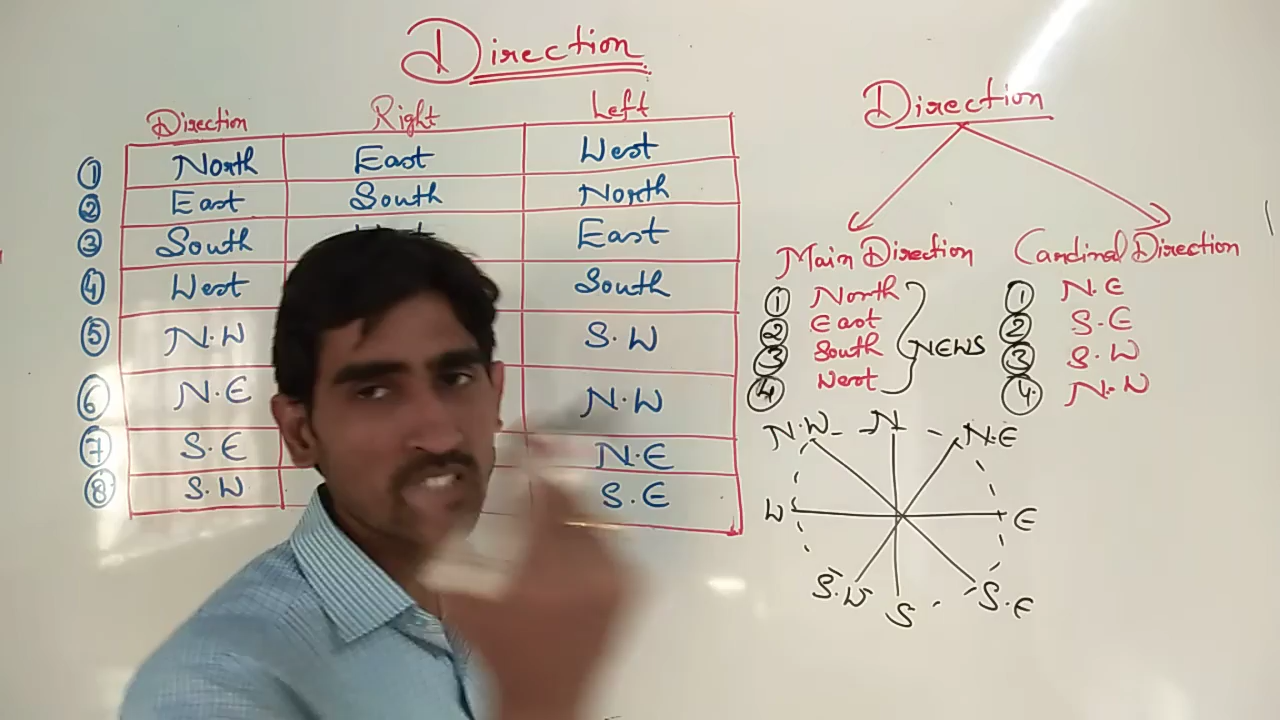 Direction
Direction Right Left
① North East West
② East South North
③ South East
④ West South
⑤ N.W S.W
⑥ N.E N.W
⑦ S.E N.E
⑧ S.W S.E
Direction
Main Direction
① North
② East
③ South
④ West
NEWS
Cardinal Direction
① N.E
② S.E
③ S.W
④ N.W
N.W N N.E
W E
S.W S S.E